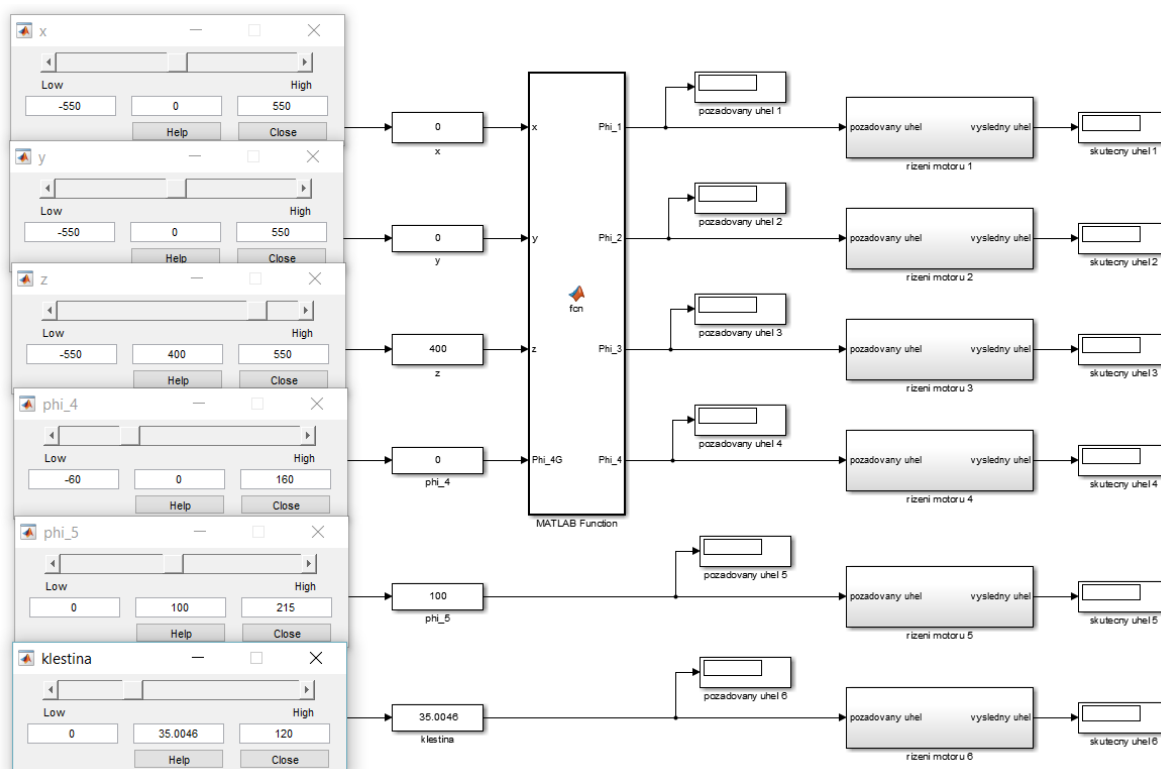 x
Low High
-550 0 550
Help Close
y
Low High
-550 0 550
Help Close
z
Low High
-550 400 550
Help Close
phi_4
Low High
-60 0 160
Help Close
phi_5
Low High
0 100 215
Help Close
klestina
Low High
0 35.0046 120
Help Close
0
x
0
y
400
z
0
phi_4
100
phi_5
35.0046
klestina
x Phi_1
y Phi_2
fcn
z Phi_3
Phi_4G Phi_4
MATLAB Function
pozadovany uhel 1
pozadovany uhel vysledny uhel
rizeni motoru 1
skutecny uhel 1
pozadovany uhel 2
pozadovany uhel vysledny uhel
rizeni motoru 2
skutecny uhel 2
pozadovany uhel 3
pozadovany uhel vysledny uhel
rizeni motoru 3
skutecny uhel 3
pozadovany uhel 4
pozadovany uhel vysledny uhel
rizeni motoru 4
skutecny uhel 4
pozadovany uhel 5
pozadovany uhel vysledny uhel
rizeni motoru 5
skutecny uhel 5
pozadovany uhel 6
pozadovany uhel vysledny uhel
rizeni motoru 6
skutecny uhel 6